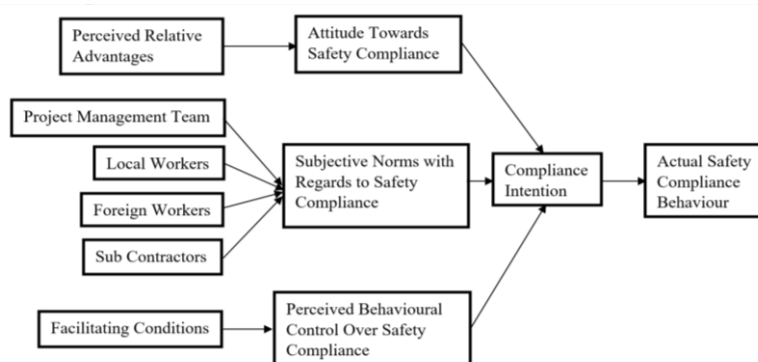 Perceived Relative
Advantages
Attitude Towards
Safety Compliance
Project Management Team
Local Workers
Foreign Workers
Sub Contractors
Subjective Norms with
Regards to Safety
Compliance
Compliance
Intention
Actual Safety
Compliance
Behaviour
Facilitating Conditions
Perceived Behavioural
Control Over Safety
Compliance